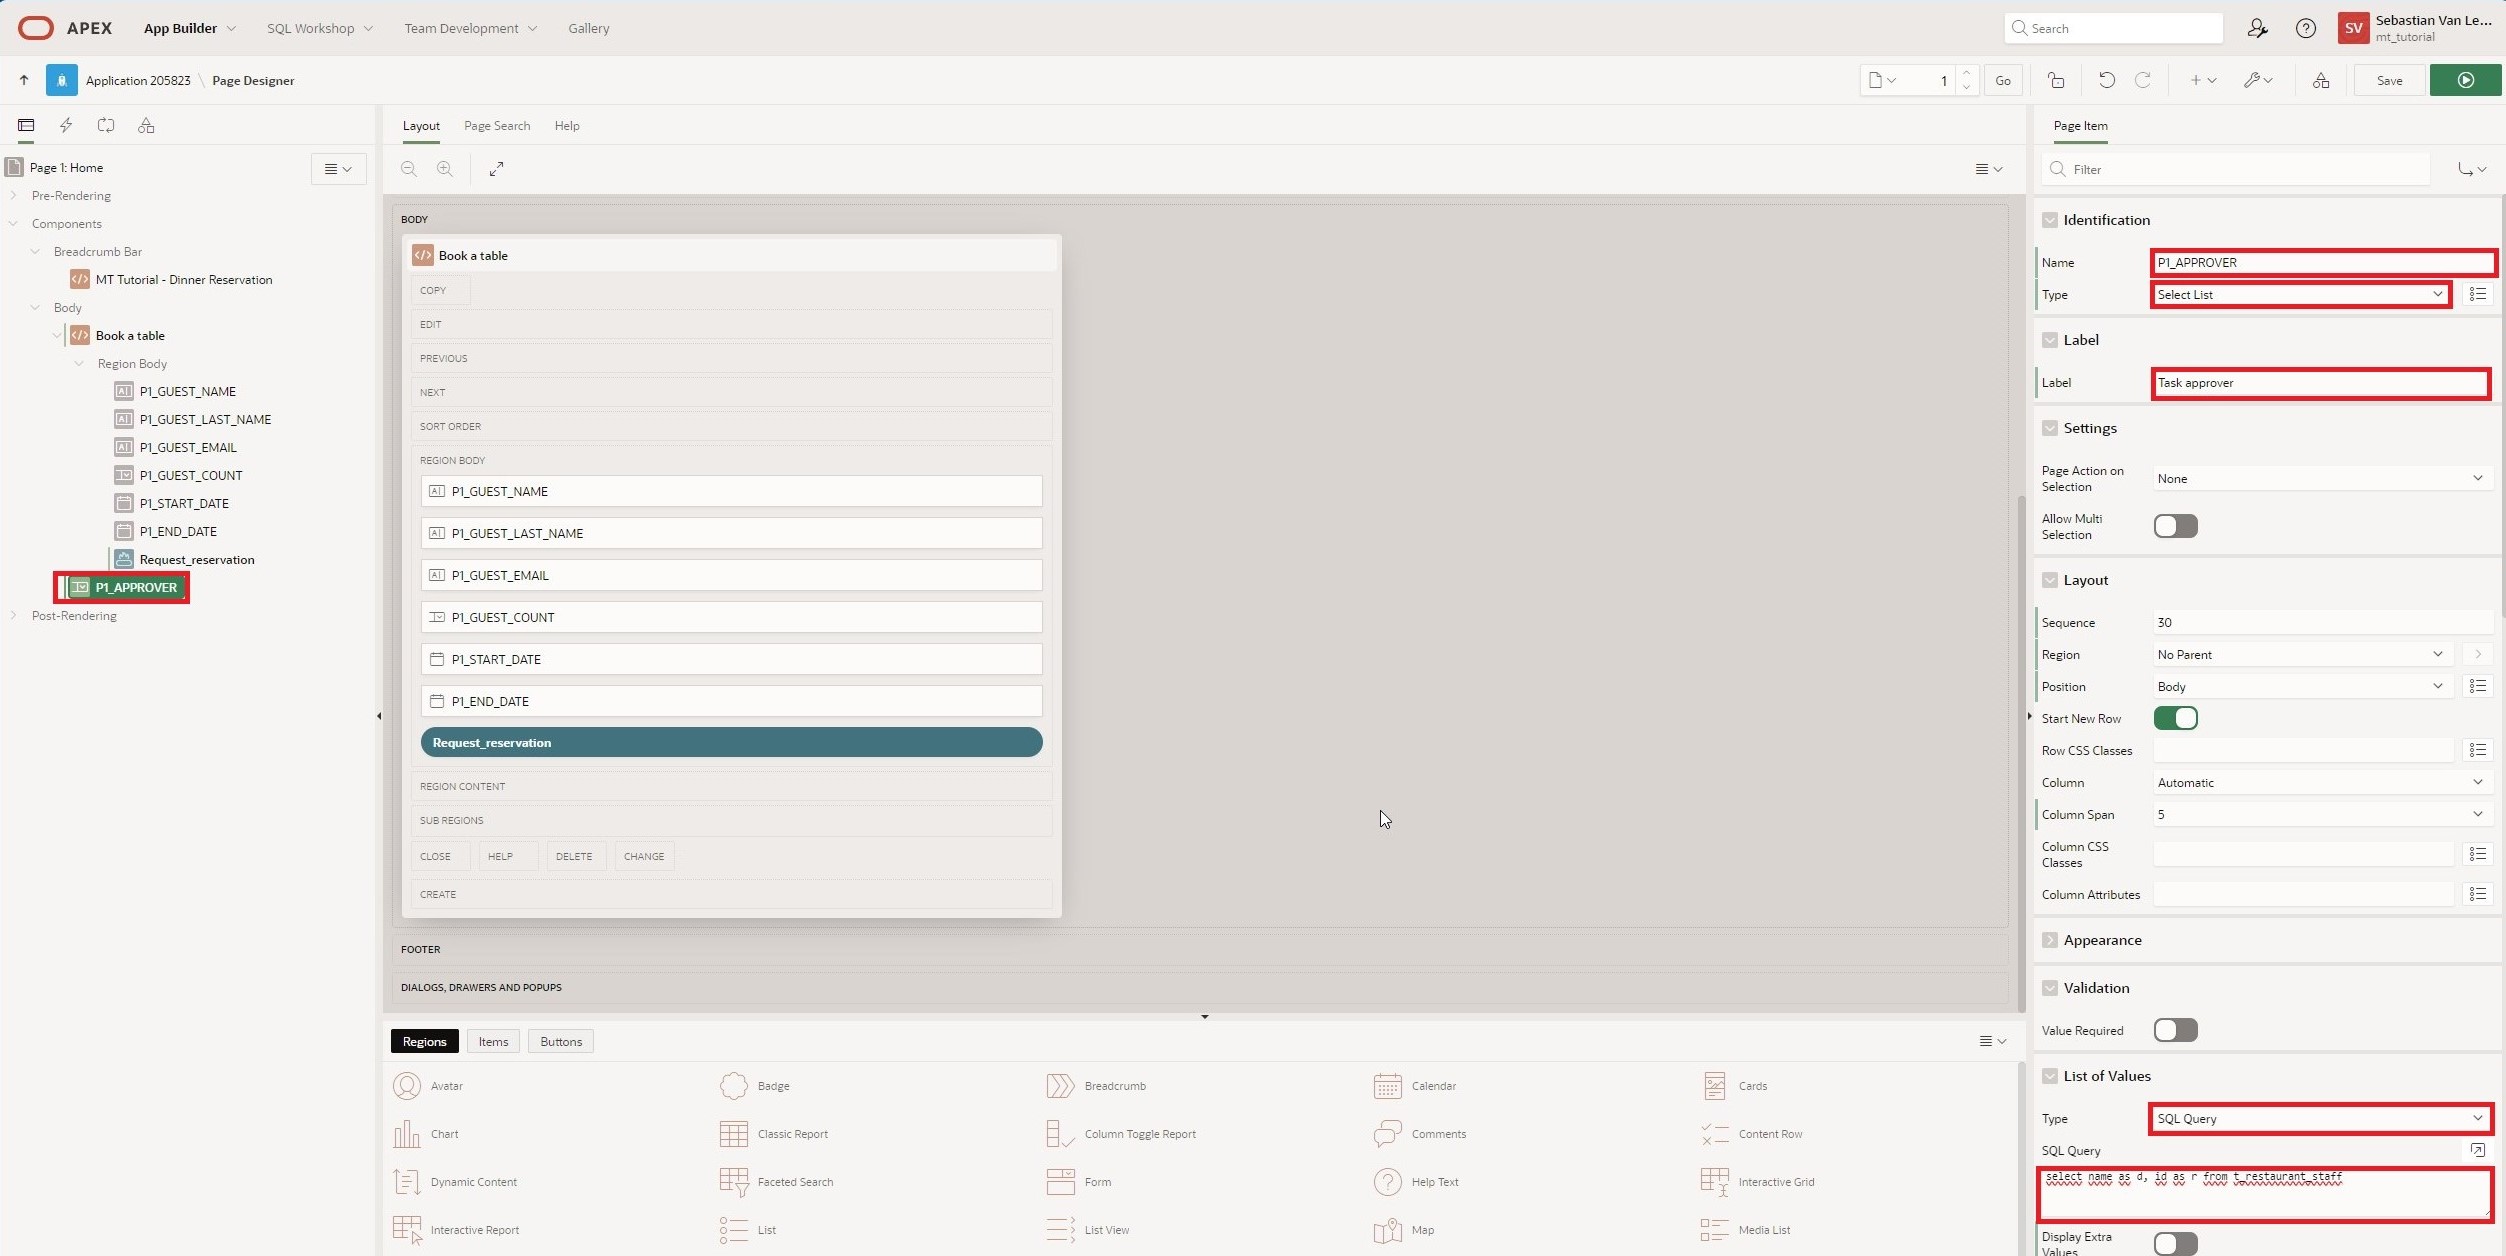 APEX
App Builder
SQL Workshop
Team Development
Gallery
Search
SV
Sebastian Van Le...
mt_tutorial
Application 205823 \ Page Designer
1
Go
Save
Page 1: Home
Pre-Rendering
Components
Breadcrumb Bar
MT Tutorial - Dinner Reservation
Body
Book a table
Region Body
P1_GUEST_NAME
P1_GUEST_LAST_NAME
P1_GUEST_EMAIL
P1_GUEST_COUNT
P1_START_DATE
P1_END_DATE
Request_reservation
P1_APPROVER
Post-Rendering
Layout
Page Search
Help
BODY
Book a table
COPY
EDIT
PREVIOUS
NEXT
SORT ORDER
REGION BODY
P1_GUEST_NAME
P1_GUEST_LAST_NAME
P1_GUEST_EMAIL
P1_GUEST_COUNT
P1_START_DATE
P1_END_DATE
Request_reservation
REGION CONTENT
SUB REGIONS
CLOSE
HELP
DELETE
CHANGE
CREATE
FOOTER
DIALOGS, DRAWERS AND POPUPS
Regions
Items
Buttons
Avatar
Badge
Breadcrumb
Calendar
Cards
Chart
Classic Report
Column Toggle Report
Comments
Content Row
Dynamic Content
Faceted Search
Form
Help Text
Interactive Grid
Interactive Report
List
List View
Map
Media List
Page Item
Filter
Identification
Name
P1_APPROVER
Type
Select List
Label
Label
Task approver
Settings
Page Action on
Selection
None
Allow Multi
Selection
Layout
Sequence
30
Region
No Parent
Position
Body
Start New Row
Row CSS Classes
Column
Automatic
Column Span
5
Column CSS
Classes
Column Attributes
Appearance
Validation
Value Required
List of Values
Type
SQL Query
SQL Query
select name as d, id as r from t_restaurant_staff
Display Extra
Values